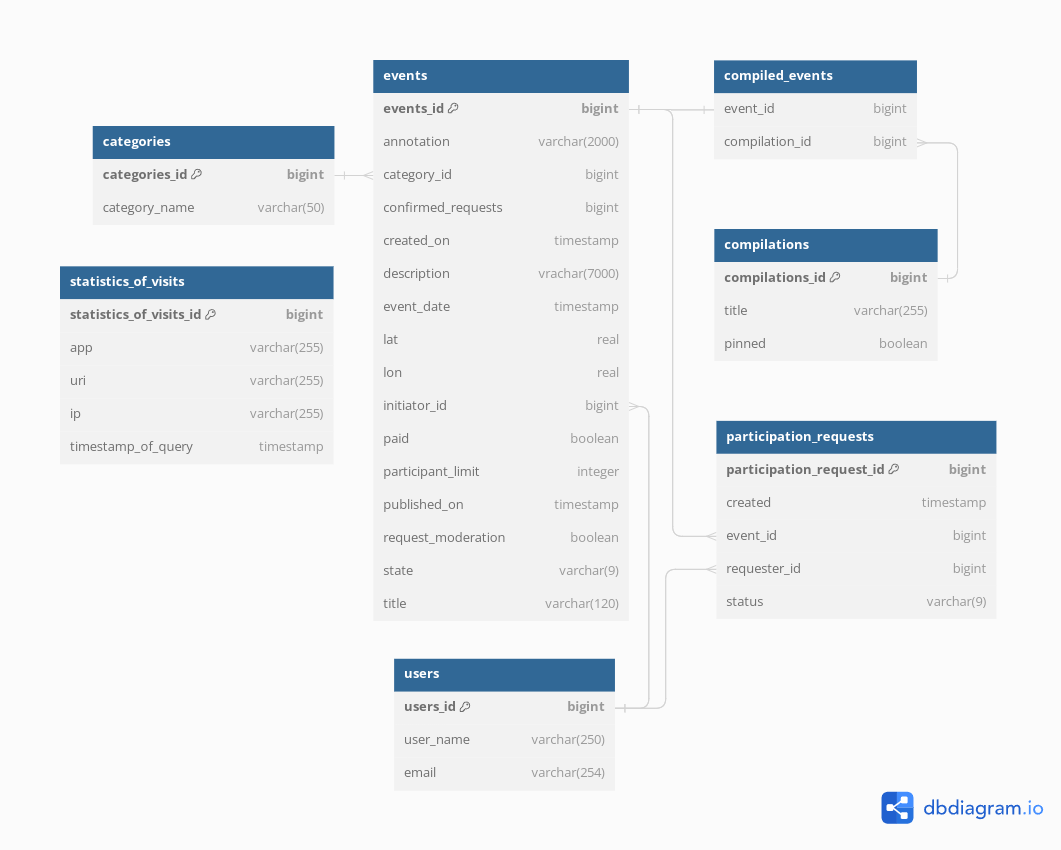 categories
categories_id bigint
category_name varchar(50)
statistics_of_visits
statistics_of_visits_id bigint
app varchar(255)
uri varchar(255)
ip varchar(255)
timestamp_of_query timestamp
events
events_id bigint
annotation varchar(2000)
category_id bigint
confirmed_requests bigint
created_on timestamp
description vrachar(7000)
event_date timestamp
lat real
lon real
initiator_id bigint
paid boolean
participant_limit integer
published_on timestamp
request_moderation boolean
state varchar(9)
title varchar(120)
users
users_id bigint
user_name varchar(250)
email varchar(254)
compiled_events
event_id bigint
compilation_id bigint
compilations
compilations_id bigint
title varchar(255)
pinned boolean
participation_requests
participation_request_id bigint
created timestamp
event_id bigint
requester_id bigint
status varchar(9)
dbdiagram.io